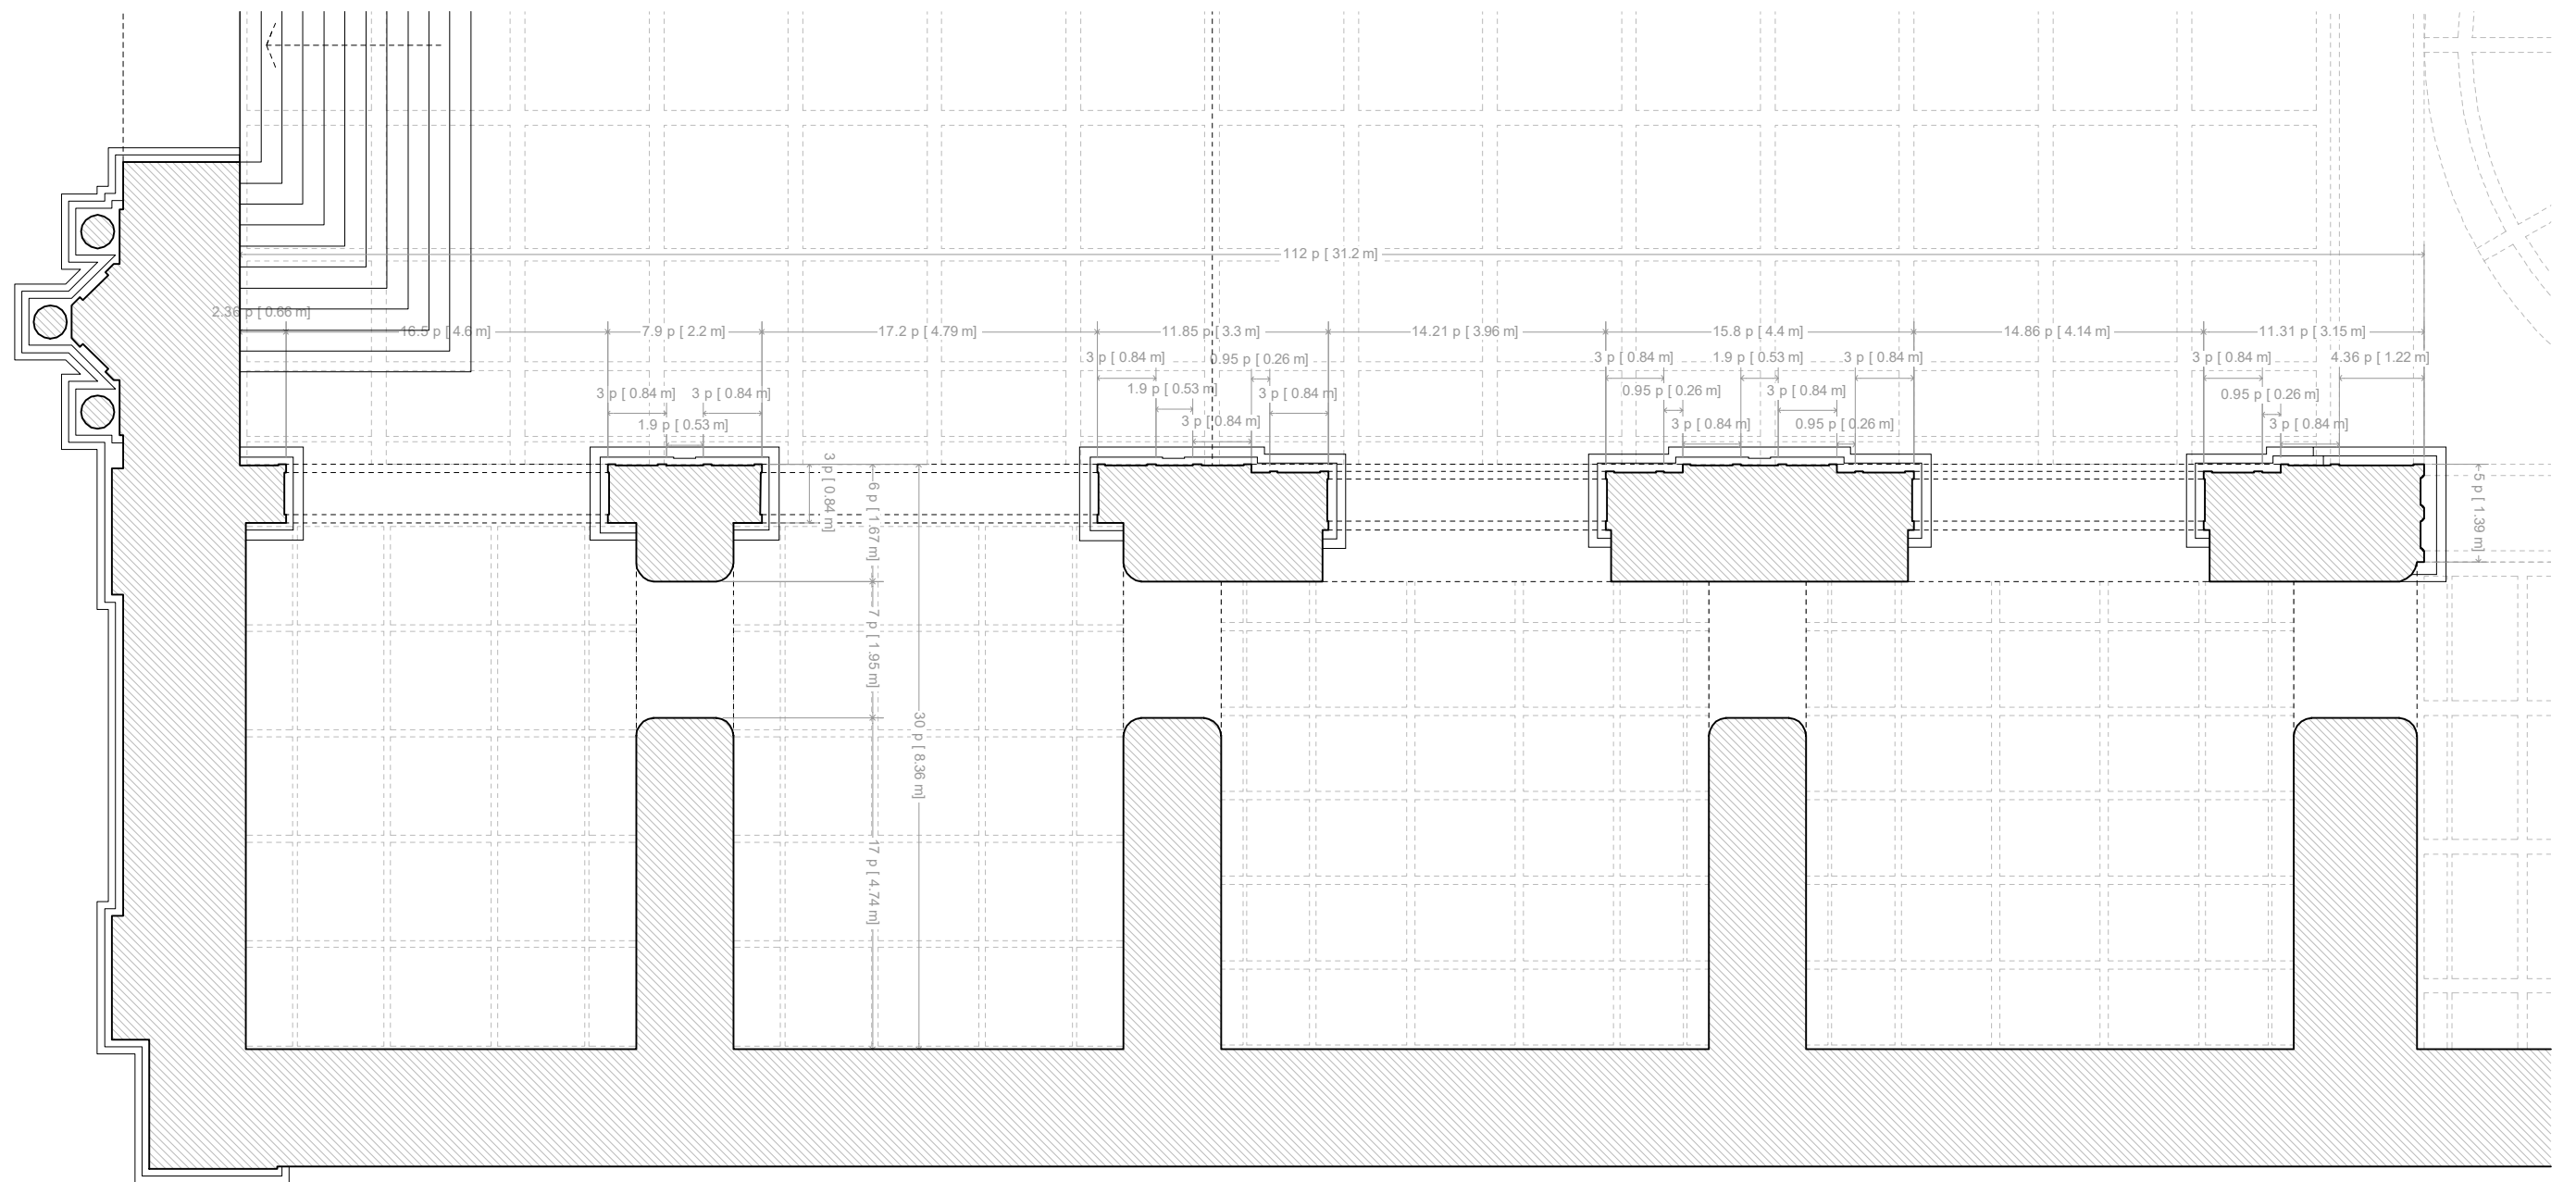 112 p [ 31.2 m]
2.36 p [ 0.66 m]
16.5 p [ 4.6 m]
7.9 p [ 2.2 m]
17.2 p [ 4.79 m]
11.85 p [ 3.3 m]
14.21 p [ 3.96 m]
15.8 p [ 4.4 m]
14.86 p [ 4.14 m]
11.31 p [ 3.15 m]
3 p [ 0.84 m]
0.95 p [ 0.26 m]
3 p [ 0.84 m]
1.9 p [ 0.53 m]
3 p [ 0.84 m]
3 p [ 0.84 m]
4.36 p [ 1.22 m]
3 p [ 0.84 m]
3 p [ 0.84 m]
1.9 p [ 0.53 m]
3 p [ 0.84 m]
0.95 p [ 0.26 m]
3 p [ 0.84 m]
0.95 p [ 0.26 m]
1.9 p [ 0.53 m]
3 p [ 0.84 m]
3 p [ 0.84 m]
0.95 p [ 0.26 m]
3 p [ 0.84 m]
3 p [ 0.84 m]
6 p [ 1.67 m]
5 p [ 1.39 m]
7 p [ 1.95 m]
30 p [ 8.36 m]
17 p [ 4.74 m]